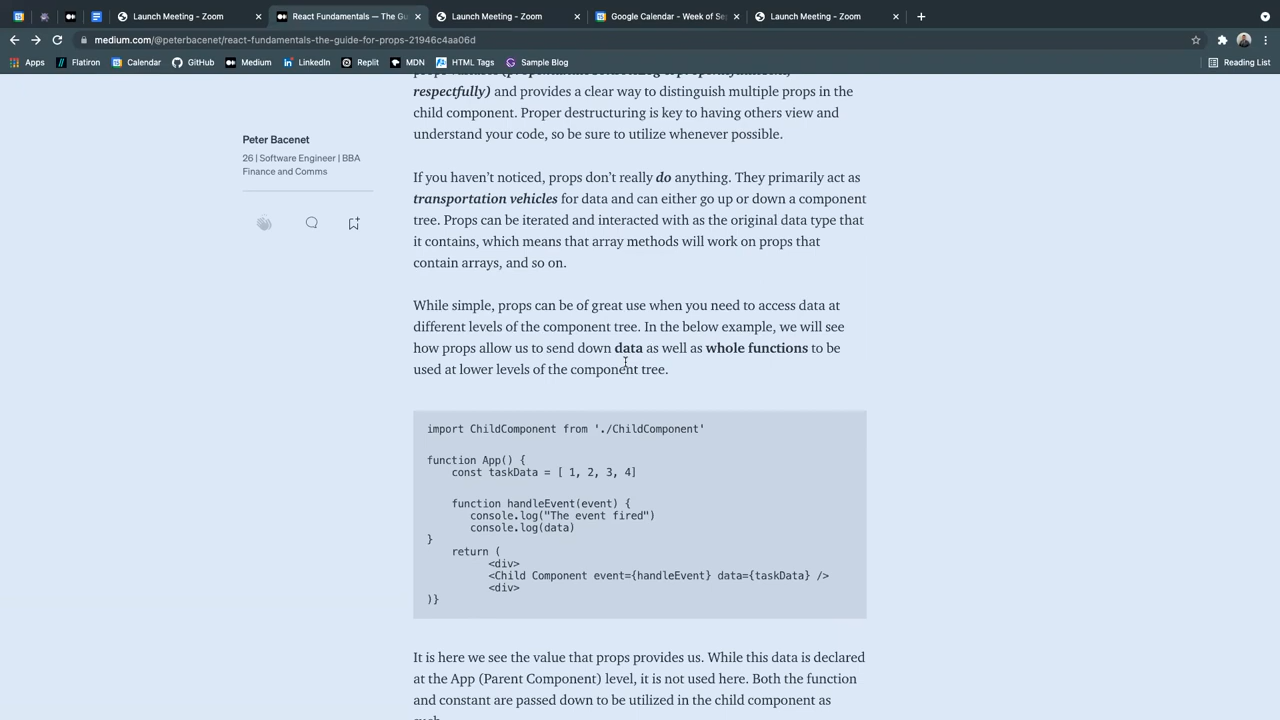 Launch Meeting - Zoom
React Fundamentals — The Gu
Launch Meeting - Zoom
Google Calendar - Week of Se
Launch Meeting - Zoom
medium.com/@peterbacenet/react-fundamentals-the-guide-for-props-21946c4aa06d
Apps
Flatiron
Calendar
GitHub
Medium
LinkedIn
Replit
MDN
HTML Tags
Sample Blog
Reading List
respectfully) and provides a clear way to distinguish multiple props in the
child component. Proper destructuring is key to having others view and
understand your code, so be sure to utilize whenever possible.
Peter Bacenet
26 | Software Engineer | BBA
Finance and Comms
If you haven’t noticed, props don’t really do anything. They primarily act as
transportation vehicles for data and can either go up or down a component
tree. Props can be iterated and interacted with as the original data type that
it contains, which means that array methods will work on props that
contain arrays, and so on.
While simple, props can be of great use when you need to access data at
different levels of the component tree. In the below example, we will see
how props allow us to send down data as well as whole functions to be
used at lower levels of the component tree.
import ChildComponent from './ChildComponent'
function App() {
const taskData = [ 1, 2, 3, 4]
function handleEvent(event) {
console.log("The event fired")
console.log(data)
}
return (
<div>
<Child Component event={handleEvent} data={taskData} />
<div>
)}
It is here we see the value that props provides us. While this data is declared
at the App (Parent Component) level, it is not used here. Both the function
and constant are passed down to be utilized in the child component as